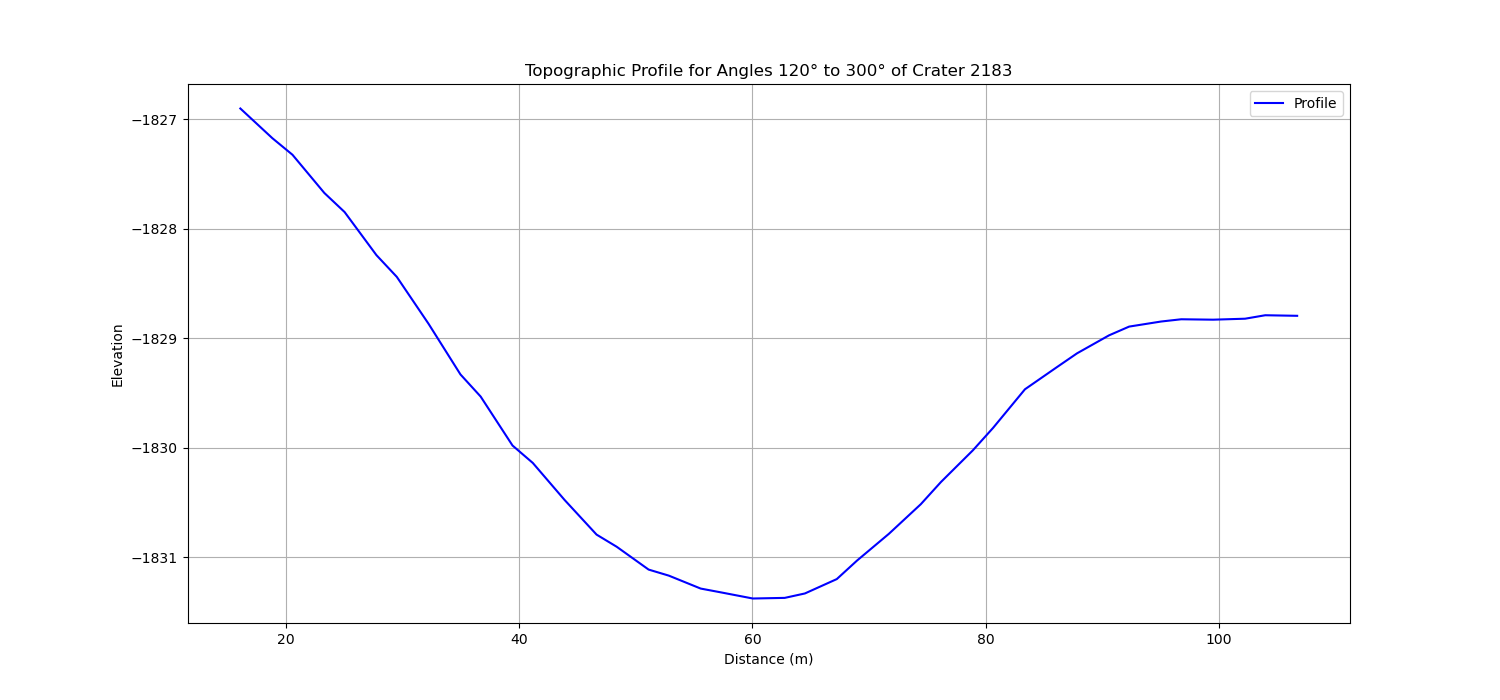 Topographic Profile for Angles 120° to 300° of Crater 2183
Profile
−1827
−1828
−1829
−1830
−1831
Elevation
20 40 60 80 100
Distance (m)